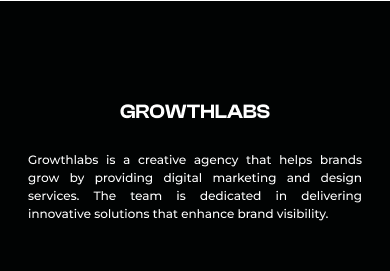 GROWTHLABS
Growthlabs is a creative agency that helps brands
grow by providing digital marketing and design
services. The team is dedicated in delivering
innovative solutions that enhance brand visibility.